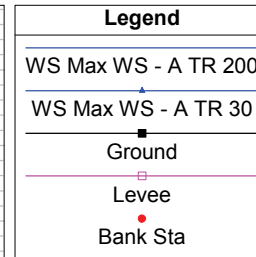 Legend
WS Max WS - A TR 200
WS Max WS - A TR 30
Ground
Levee
Bank Sta